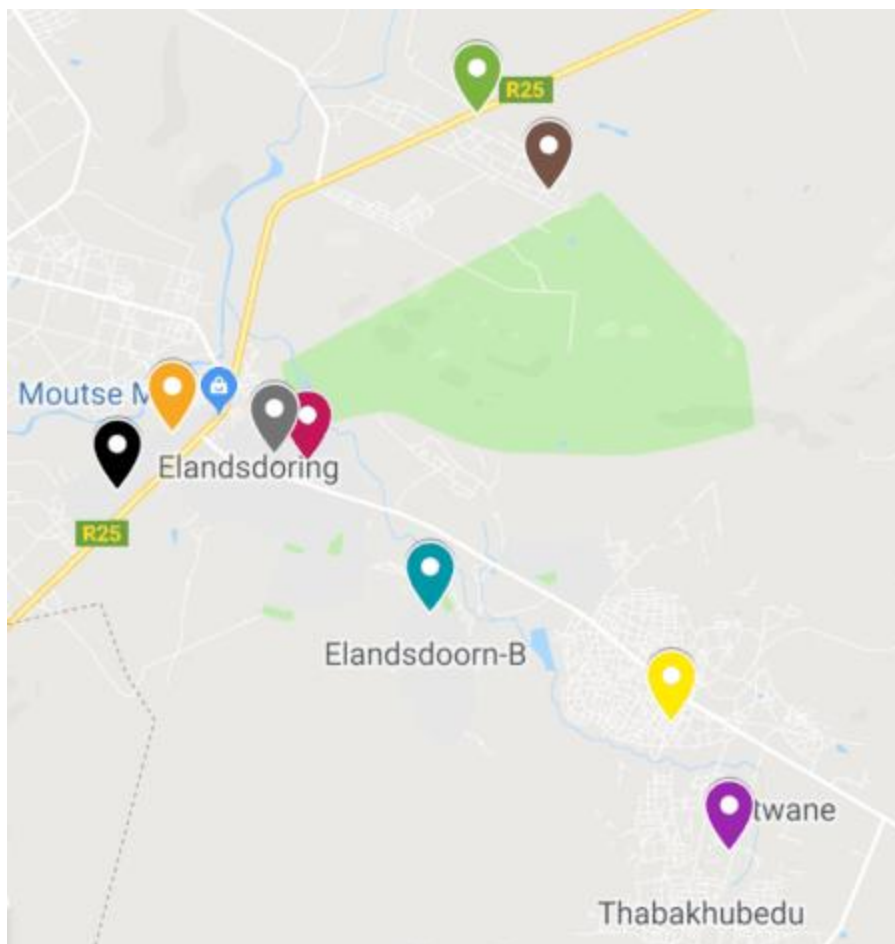 R25
Moutse M
Elandsdoring
R25
Elandsdoorn-B
twane
Thabakhubedu